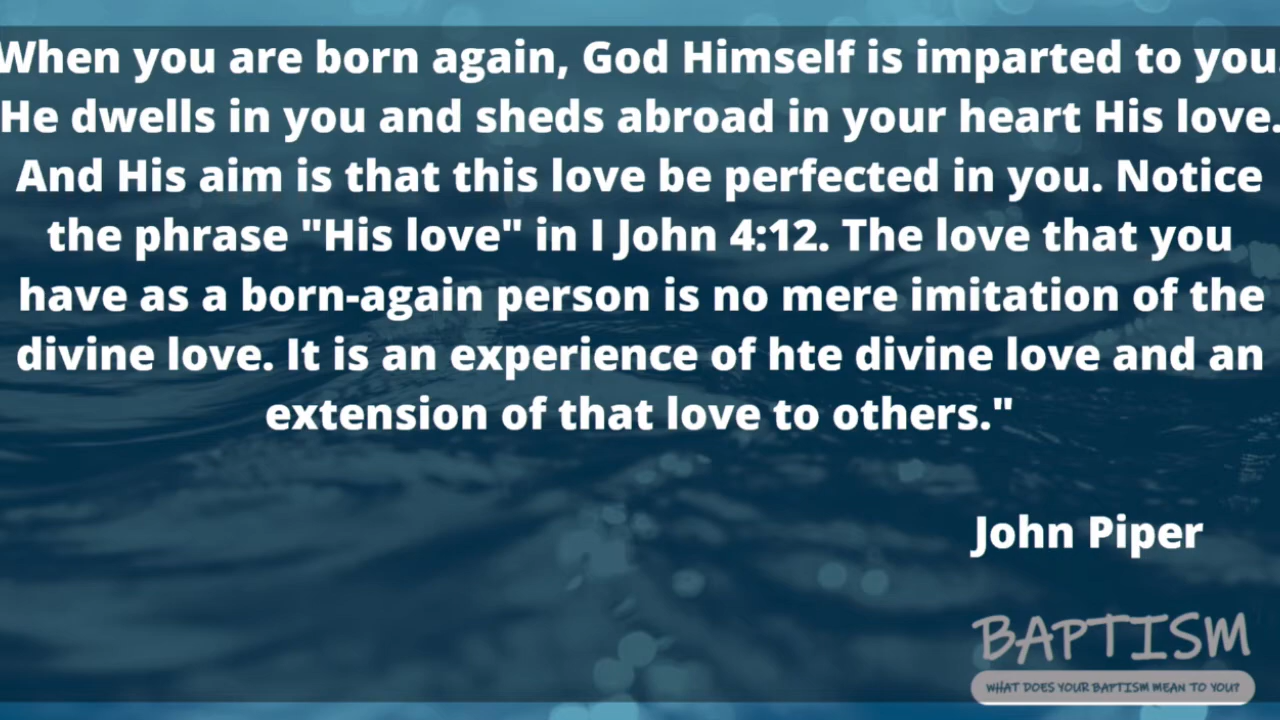 When you are born again, God Himself is imparted to you.
He dwells in you and sheds abroad in your heart His love.
And His aim is that this love be perfected in you. Notice
the phrase "His love" in I John 4:12. The love that you
have as a born-again person is no mere imitation of the
divine love. It is an experience of hte divine love and an
extension of that love to others."
John Piper
BAPTISM
WHAT DOES YOUR BAPTISM MEAN TO YOU?